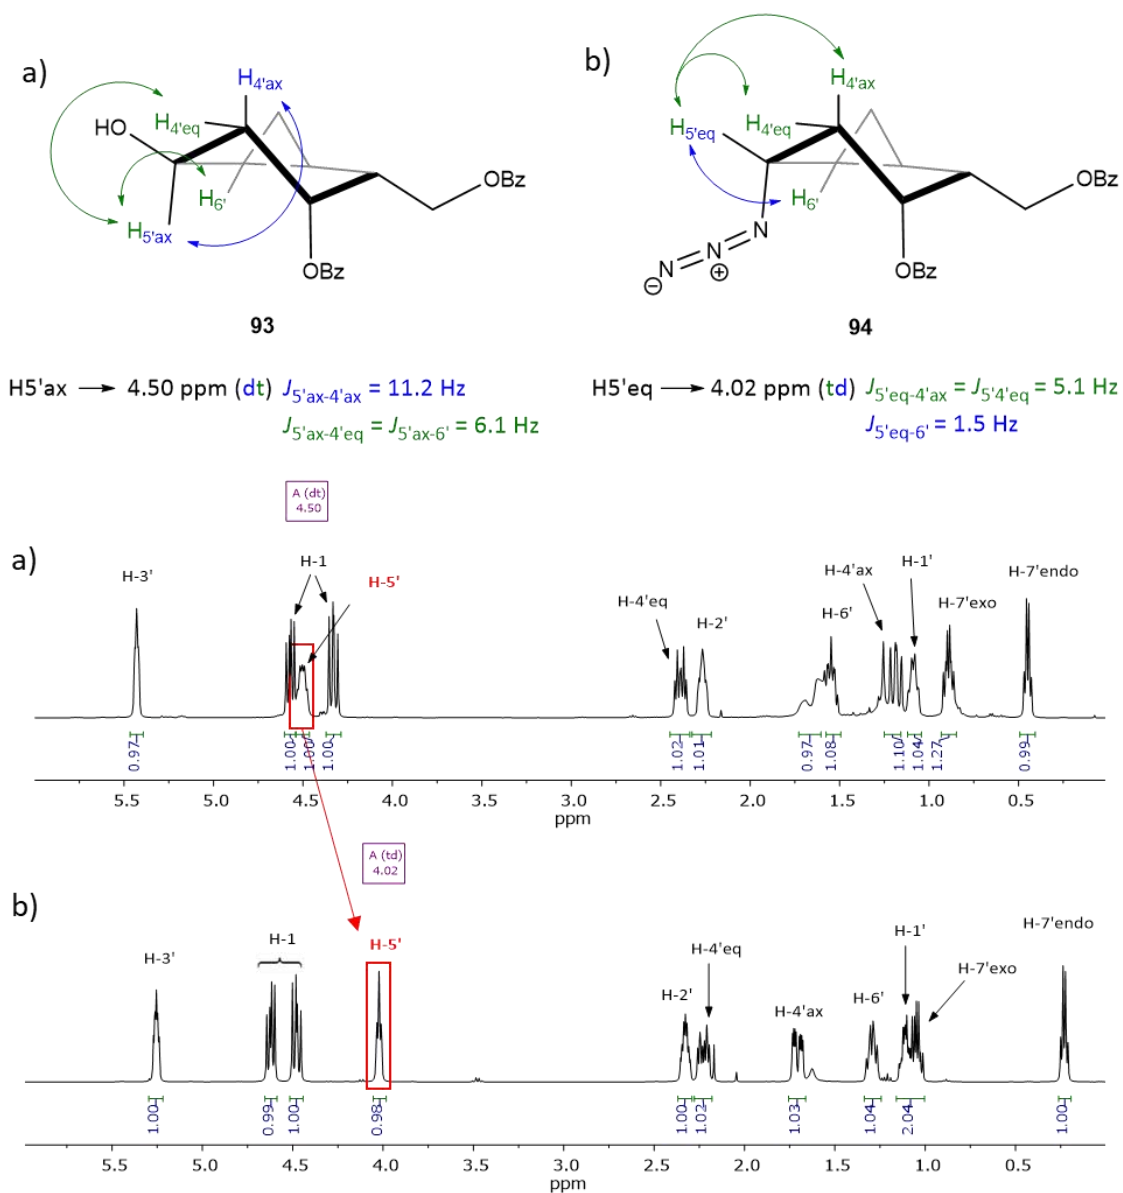 a)
b)
H4'ax
H4'ax
HO
H4'eq
H5'eq
H4'eq
OBz
OBz
H6'
H6'
H5'ax
N
N
N
⊖
⊕
OBz
OBz
93
94
H5'ax → 4.50 ppm (dt) J5'ax-4'ax = 11.2 Hz
J5'ax-4'eq = J5'ax-6' = 6.1 Hz
H5'eq → 4.02 ppm (td) J5'eq-4'ax = J5'4'eq = 5.1 Hz
J5'eq-6' = 1.5 Hz
A (dt)
4.50
a)
H-3'
H-1
H-5'
H-4'eq
H-2'
H-4'ax
H-6'
H-1'
H-7'exo
H-7'endo
0.97
1.00
1.00
1.00
1.02
1.01
0.97
1.08
1.10
1.04
1.27
0.99
5.5 5.0 4.5 4.0 3.5 3.0 2.5 2.0 1.5 1.0 0.5
ppm
A (td)
4.02
b)
H-3'
H-1
H-5'
H-2'
H-4'eq
H-4'ax
H-6'
H-1'
H-7'exo
H-7'endo
1.00
0.99
1.00
0.98
1.00
1.02
1.03
1.04
2.04
1.00
5.5 5.0 4.5 4.0 3.5 3.0 2.5 2.0 1.5 1.0 0.5
ppm